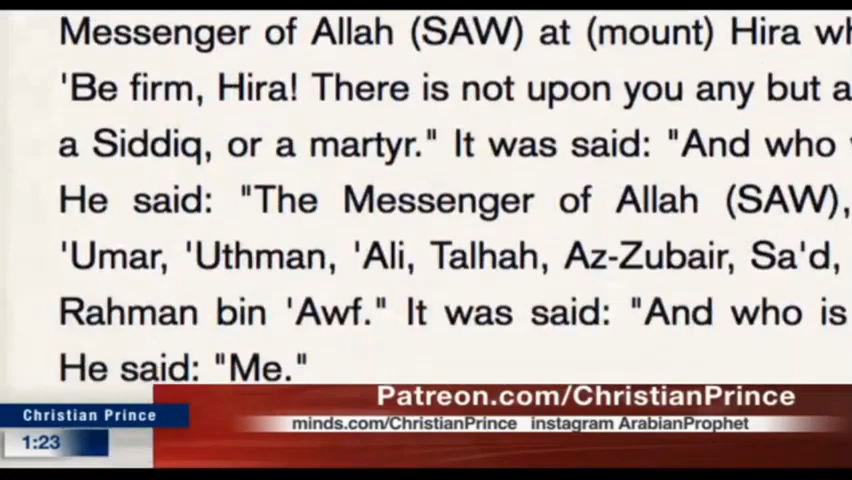 Messenger of Allah (SAW) at (mount) Hira
'Be firm, Hira! There is not upon you any but
a Siddiq, or a martyr." It was said: "And who
He said: "The Messenger of Allah (SAW),
'Umar, 'Uthman, 'Ali, Talhah, Az-Zubair, Sa'd,
Rahman bin 'Awf." It was said: "And who is
He said: "Me."
Patreon.com/ChristianPrince
Christian Prince
minds.com/ChristianPrince instagram ArabianProphet
1:23